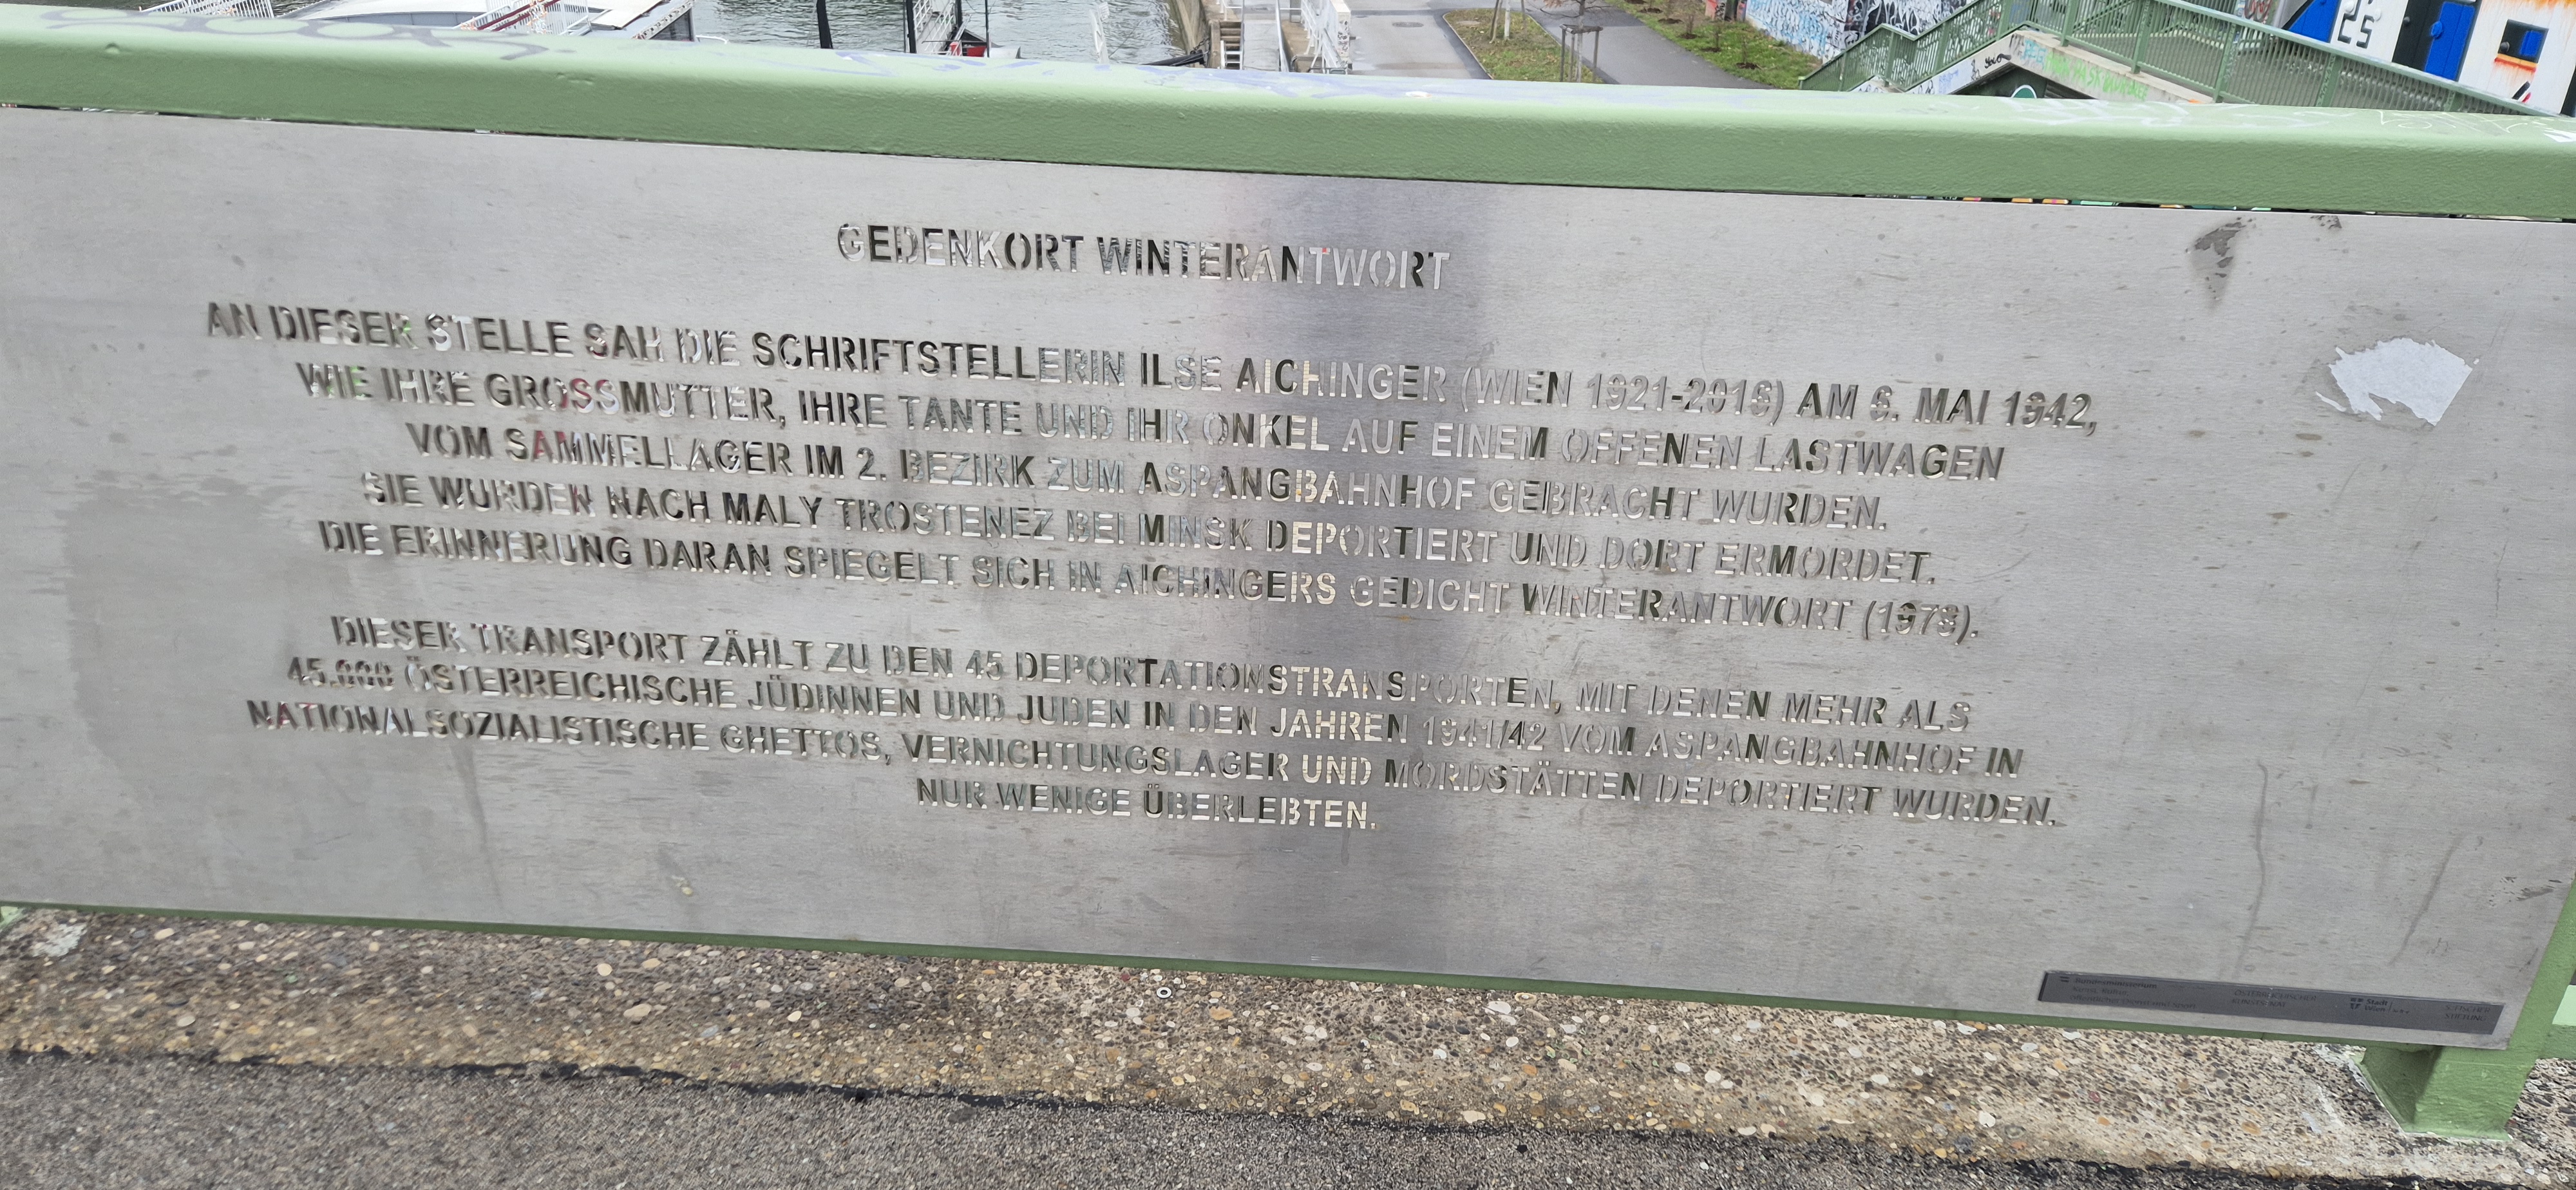 GEDENKORT WINTERANTWORT
AN DIESER STELLE SAH DIE SCHRIFTSTELLERIN ILSE AICHINGER (WIEN 1921-2016) AM 6. MAI 1942,
WIE IHRE GROSSMUTTER, IHRE TANTE UND IHR ONKEL AUF EINEM OFFENEN LASTWAGEN
VOM SAMMELLAGER IM 2. BEZIRK ZUM ASPANGBAHNHOF GEBRACHT WURDEN.
SIE WURDEN NACH MALY TROSTENEZ BEI MINSK DEPORTIERT UND DORT ERMORDET.
DIE ERINNERUNG DARAN SPIEGELT SICH IN AICHINGERS GEDICHT WINTERANTWORT (1978).
DIESER TRANSPORT ZÄHLT ZU DEN 45 DEPORTATIONSTRANSPORTEN, MIT DENEN MEHR ALS
45.000 ÖSTERREICHISCHE JÜDINNEN UND JUDEN IN DEN JAHREN 1941/42 VOM ASPANGBAHNHOF IN
NATIONALSOZIALISTISCHE GHETTOS, VERNICHTUNGSLAGER UND MORDSTÄTTEN DEPORTIERT WURDEN.
NUR WENIGE ÜBERLEBTEN.
Stadt
Wien
25